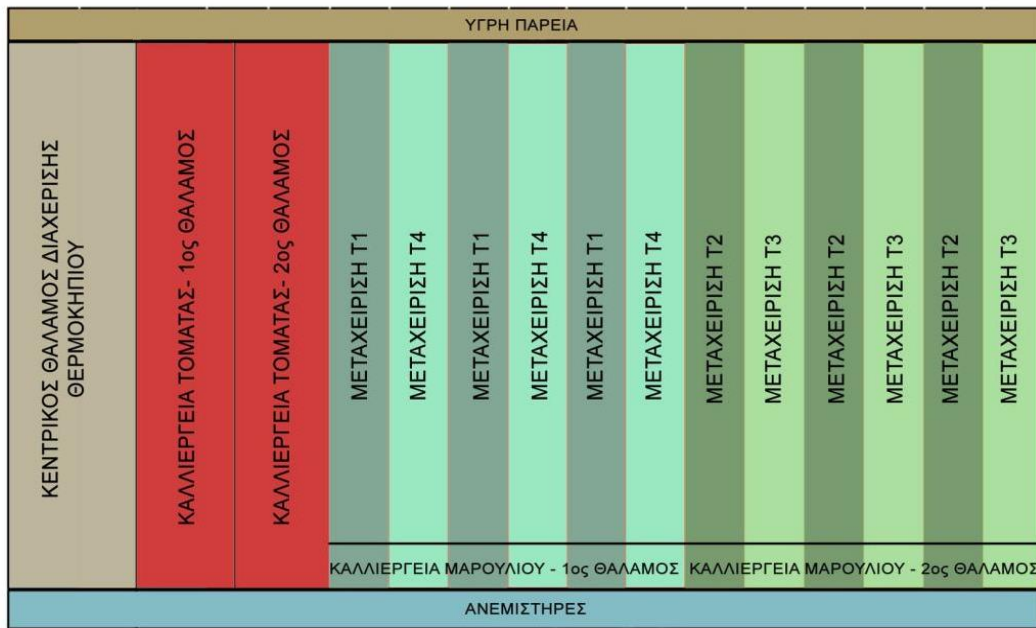 ΥΓΡΗ ΠΑΡΕΙΑ
ΚΕΝΤΡΙΚΟΣ ΘΑΛΑΜΟΣ ΔΙΑΧΕΡΙΣΗΣ
ΘΕΡΜΟΚΗΠΙΟΥ
ΚΑΛΛΙΕΡΓΕΙΑ ΤΟΜΑΤΑΣ- 1ος ΘΑΛΑΜΟΣ
ΚΑΛΛΙΕΡΓΕΙΑ ΤΟΜΑΤΑΣ- 2ος ΘΑΛΑΜΟΣ
ΜΕΤΑΧΕΙΡΙΣΗ Τ1
ΜΕΤΑΧΕΙΡΙΣΗ Τ4
ΜΕΤΑΧΕΙΡΙΣΗ Τ1
ΜΕΤΑΧΕΙΡΙΣΗ Τ4
ΜΕΤΑΧΕΙΡΙΣΗ Τ1
ΜΕΤΑΧΕΙΡΙΣΗ Τ4
ΜΕΤΑΧΕΙΡΙΣΗ Τ2
ΜΕΤΑΧΕΙΡΙΣΗ Τ3
ΜΕΤΑΧΕΙΡΙΣΗ Τ2
ΜΕΤΑΧΕΙΡΙΣΗ Τ3
ΜΕΤΑΧΕΙΡΙΣΗ Τ2
ΜΕΤΑΧΕΙΡΙΣΗ Τ3
ΚΑΛΛΙΕΡΓΕΙΑ ΜΑΡΟΥΛΙΟΥ - 1ος ΘΑΛΑΜΟΣ
ΚΑΛΛΙΕΡΓΕΙΑ ΜΑΡΟΥΛΙΟΥ - 2ος ΘΑΛΑΜΟΣ
ΑΝΕΜΙΣΤΗΡΕΣ